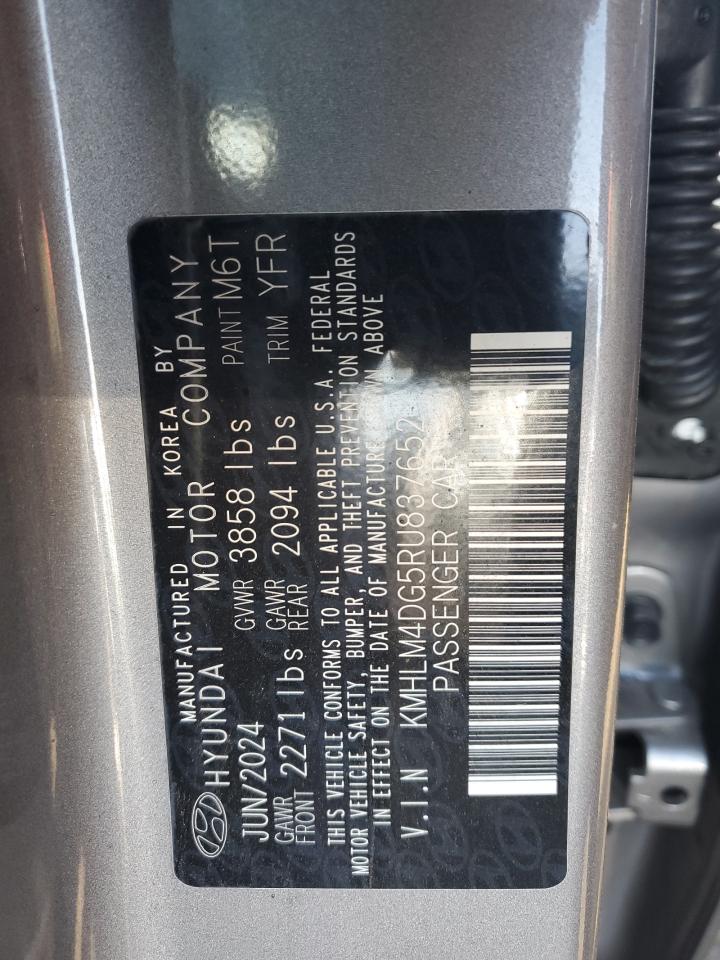 MANUFACTURED IN KOREA BY
HYUNDAI MOTOR COMPANY
JUN/2024 GVWR 3858 lbs PAINT M6T
GAWR FRONT 2271 lbs GAWR REAR 2094 lbs TRIM YFR
THIS VEHICLE CONFORMS TO ALL APPLICABLE U.S.A. FEDERAL
MOTOR VEHICLE SAFETY, BUMPER, AND THEFT PREVENTION STANDARDS
IN EFFECT ON THE DATE OF MANUFACTURE SHOWN ABOVE
V.I.N KMHLM4DG5RU837652
PASSENGER CAR